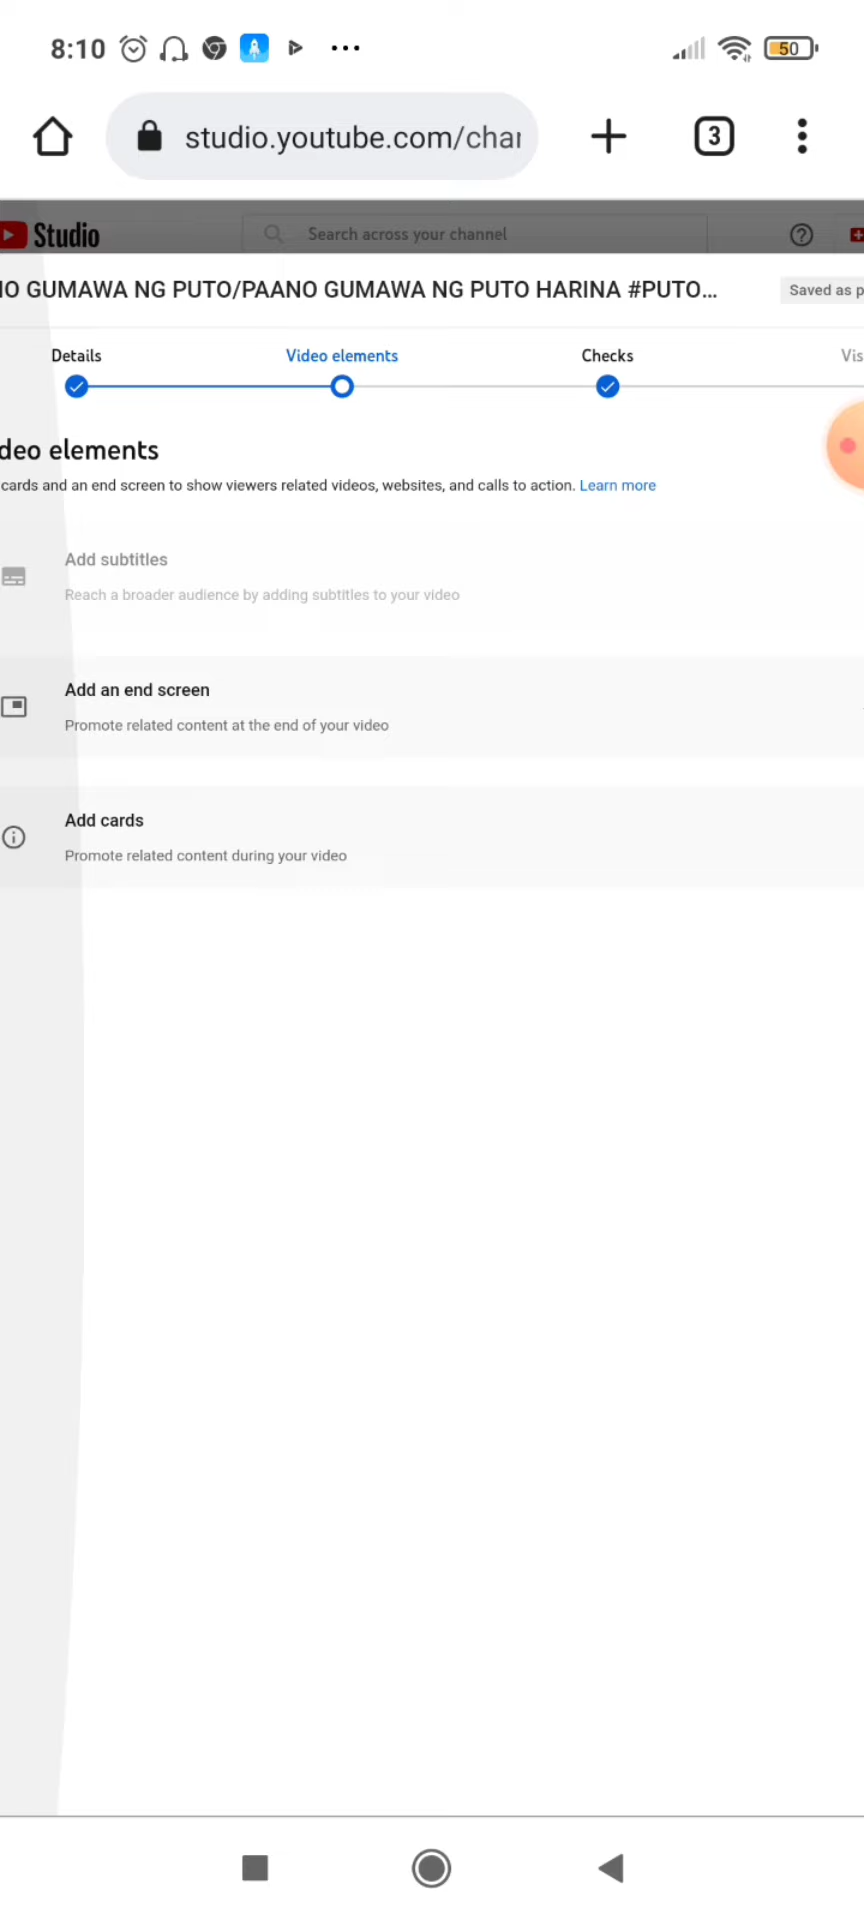 8:10 50
studio.youtube.com/char
3
Studio Search across your channel
IO GUMAWA NG PUTO/PAANO GUMAWA NG PUTO HARINA #PUTO... Saved as p
Details Video elements Checks Vis
deo elements
cards and an end screen to show viewers related videos, websites, and calls to action. Learn more
Add subtitles
Reach a broader audience by adding subtitles to your video
Add an end screen
Promote related content at the end of your video
Add cards
Promote related content during your video